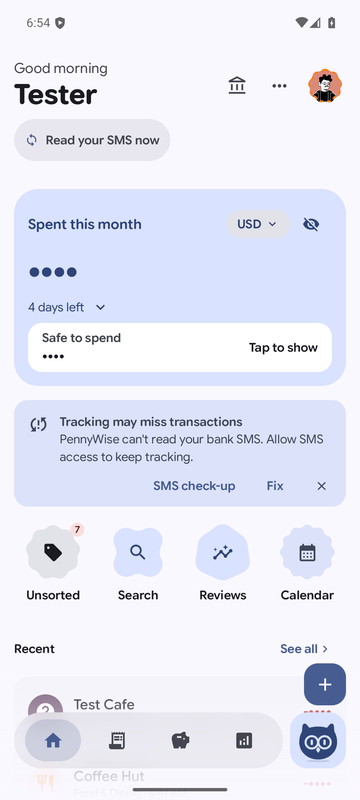 6:54
Good morning
Tester
Read your SMS now
Spent this month
USD
••••
4 days left
Safe to spend
••••
Tap to show
Tracking may miss transactions
PennyWise can't read your bank SMS. Allow SMS
access to keep tracking.
SMS check-up
Fix
7
Unsorted
Search
Reviews
Calendar
Recent
See all
Test Cafe
Coffee Hut